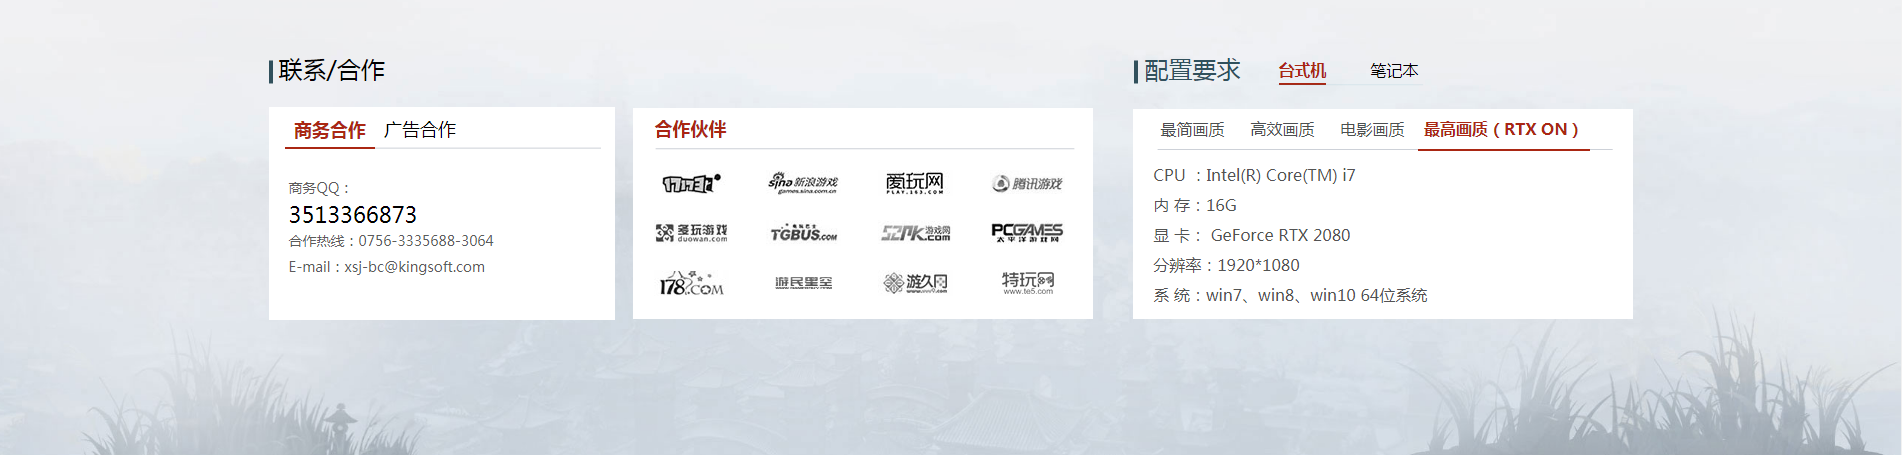 联系/合作
商务合作 广告合作
商务QQ：
3513366873
合作热线：0756-3335688-3064
E-mail：xsj-bc@kingsoft.com
合作伙伴
17173 sina新浪游戏 爱玩网 腾讯游戏
games.sina.com.cn PLAY.163.COM
多玩游戏 TGBUS.COM 52PK游戏网 PCGAMES
duowan.com .com 太平洋游戏网
178.COM 游民星空 游久网 特玩网
www.te5.com
配置要求 台式机 笔记本
最简画质 高效画质 电影画质 最高画质（RTX ON）
CPU ：Intel(R) Core(TM) i7
内 存：16G
显 卡： GeForce RTX 2080
分辨率：1920*1080
系 统：win7、win8、win10 64位系统